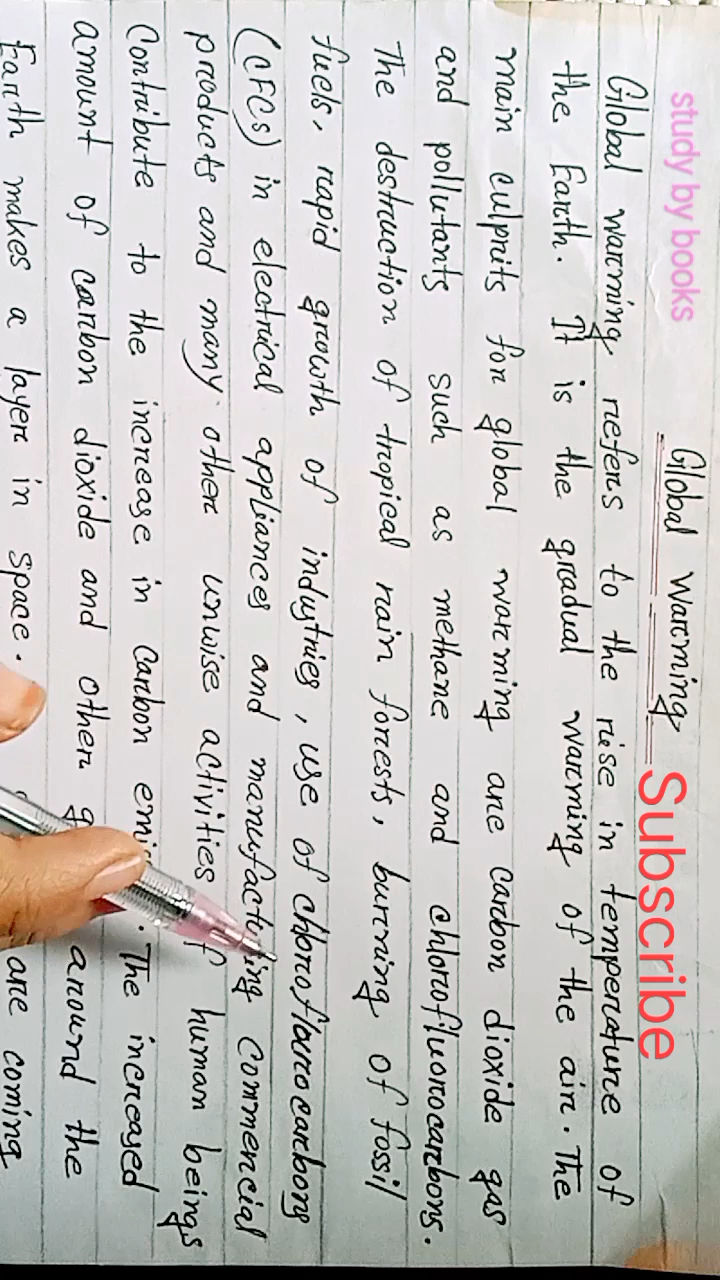 study by books
Global Warming
Subscribe
Global warming refers to the rise in temperature of
the Earth. It is the gradual warming of the air. The
main culprits for global warming are carbon dioxide gas
and pollutants such as methane and chlorofluorocarbons.
The destruction of tropical rain forests, burning of fossil
fuels, rapid growth of industries, use of chloroflourocarbons
(CFCs) in electrical appliances and manufacturing commercial
products and many other unwise activities of human beings
contribute to the increase in carbon The increased
amount of carbon dioxide and other around the
Earth makes a layer in space. are coming